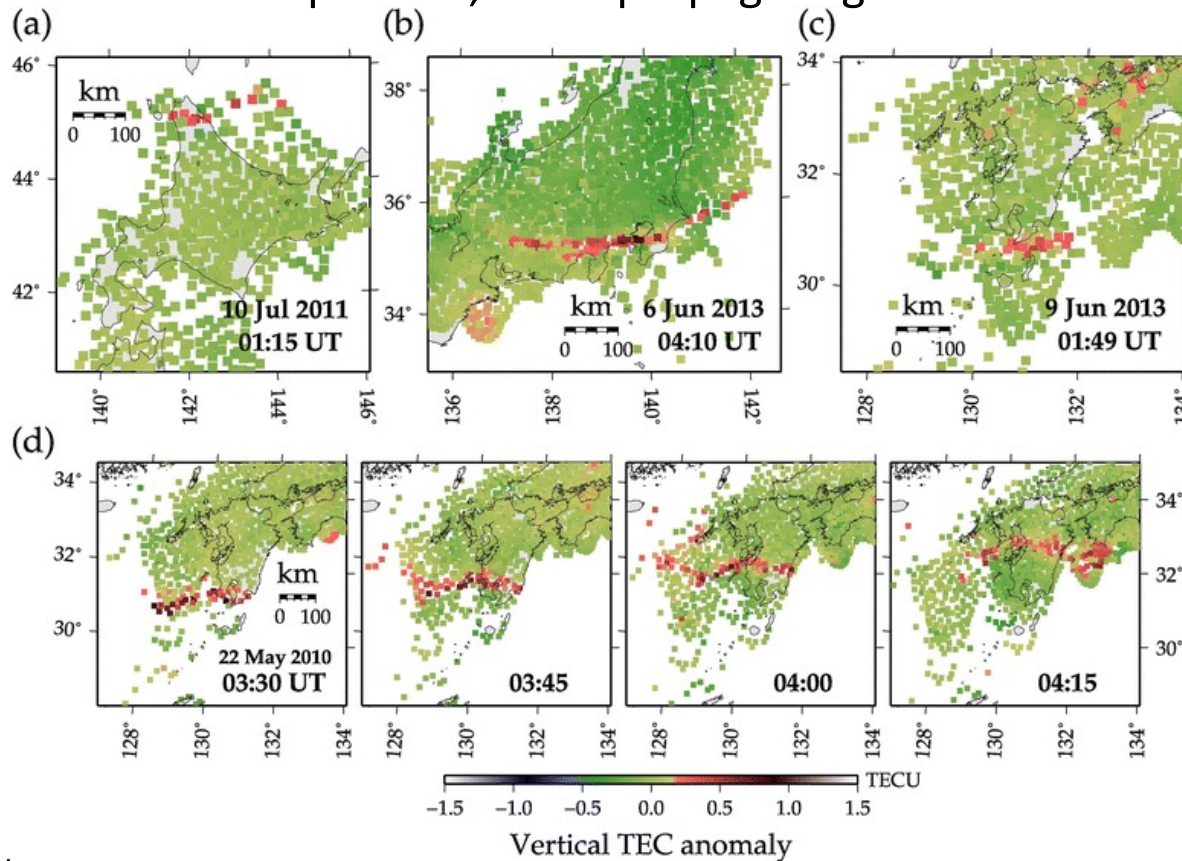 (a)
46°
44°
42°
km
0 100
10 Jul 2011
01:15 UT
140° 142° 144° 146°
(b)
38°
36°
34°
km
0 100
6 Jun 2013
04:10 UT
136° 138° 140° 142°
(c)
34°
32°
30°
km
0 100
9 Jun 2013
01:49 UT
128° 130° 132° 134°
(d)
34°
32°
30°
km
0 100
22 May 2010
03:30 UT
128° 130° 132° 134°
03:45
128° 130° 132° 134°
04:00
128° 130° 132° 134°
04:15
34°
32°
30°
128° 130° 132° 134°
TECU
−1.5 −1.0 −0.5 0.0 0.5 1.0 1.5
Vertical TEC anomaly